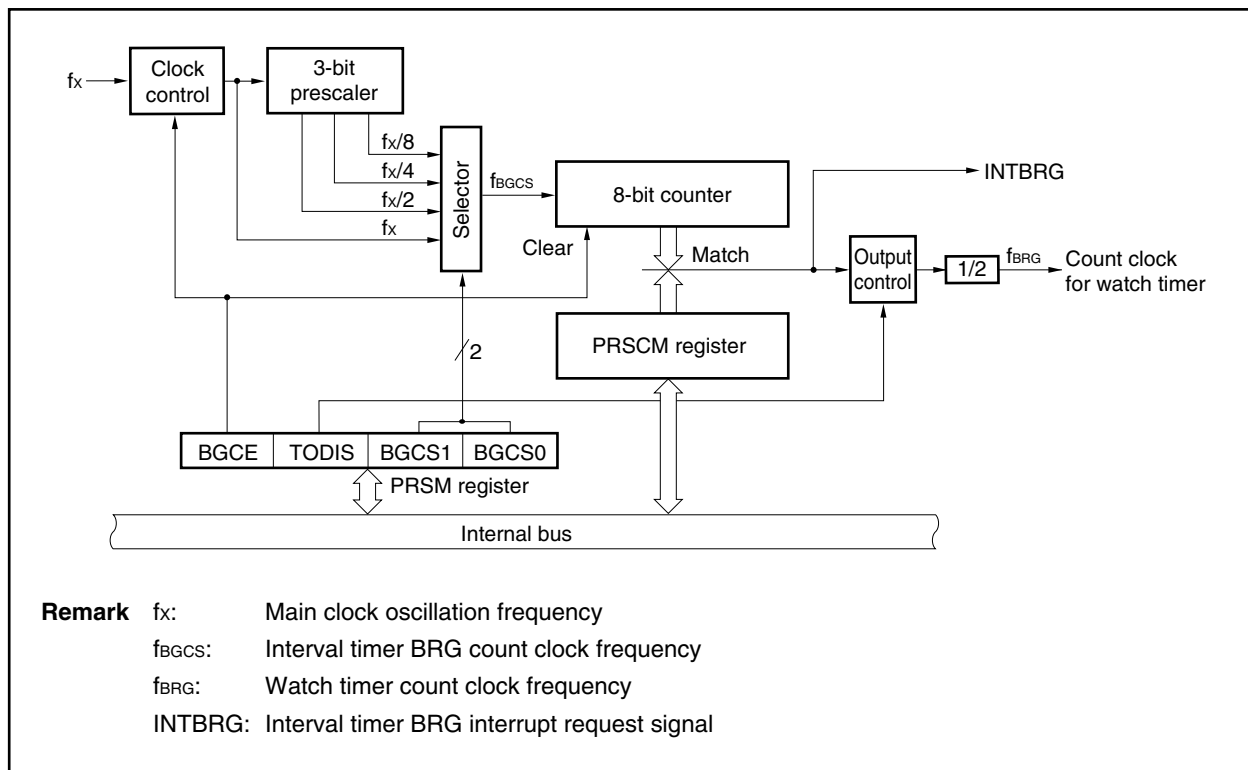 fX
Clock
control
3-bit
prescaler
fX/8
fX/4
fX/2
fX
Selector
fBGCS
8-bit counter
Clear
Match
INTBRG
Output
control
1/2
fBRG
Count clock
for watch timer
PRSCM register
2
BGCE TODIS BGCS1 BGCS0
PRSM register
Internal bus
Remark fX: Main clock oscillation frequency
fBGCS: Interval timer BRG count clock frequency
fBRG: Watch timer count clock frequency
INTBRG: Interval timer BRG interrupt request signal